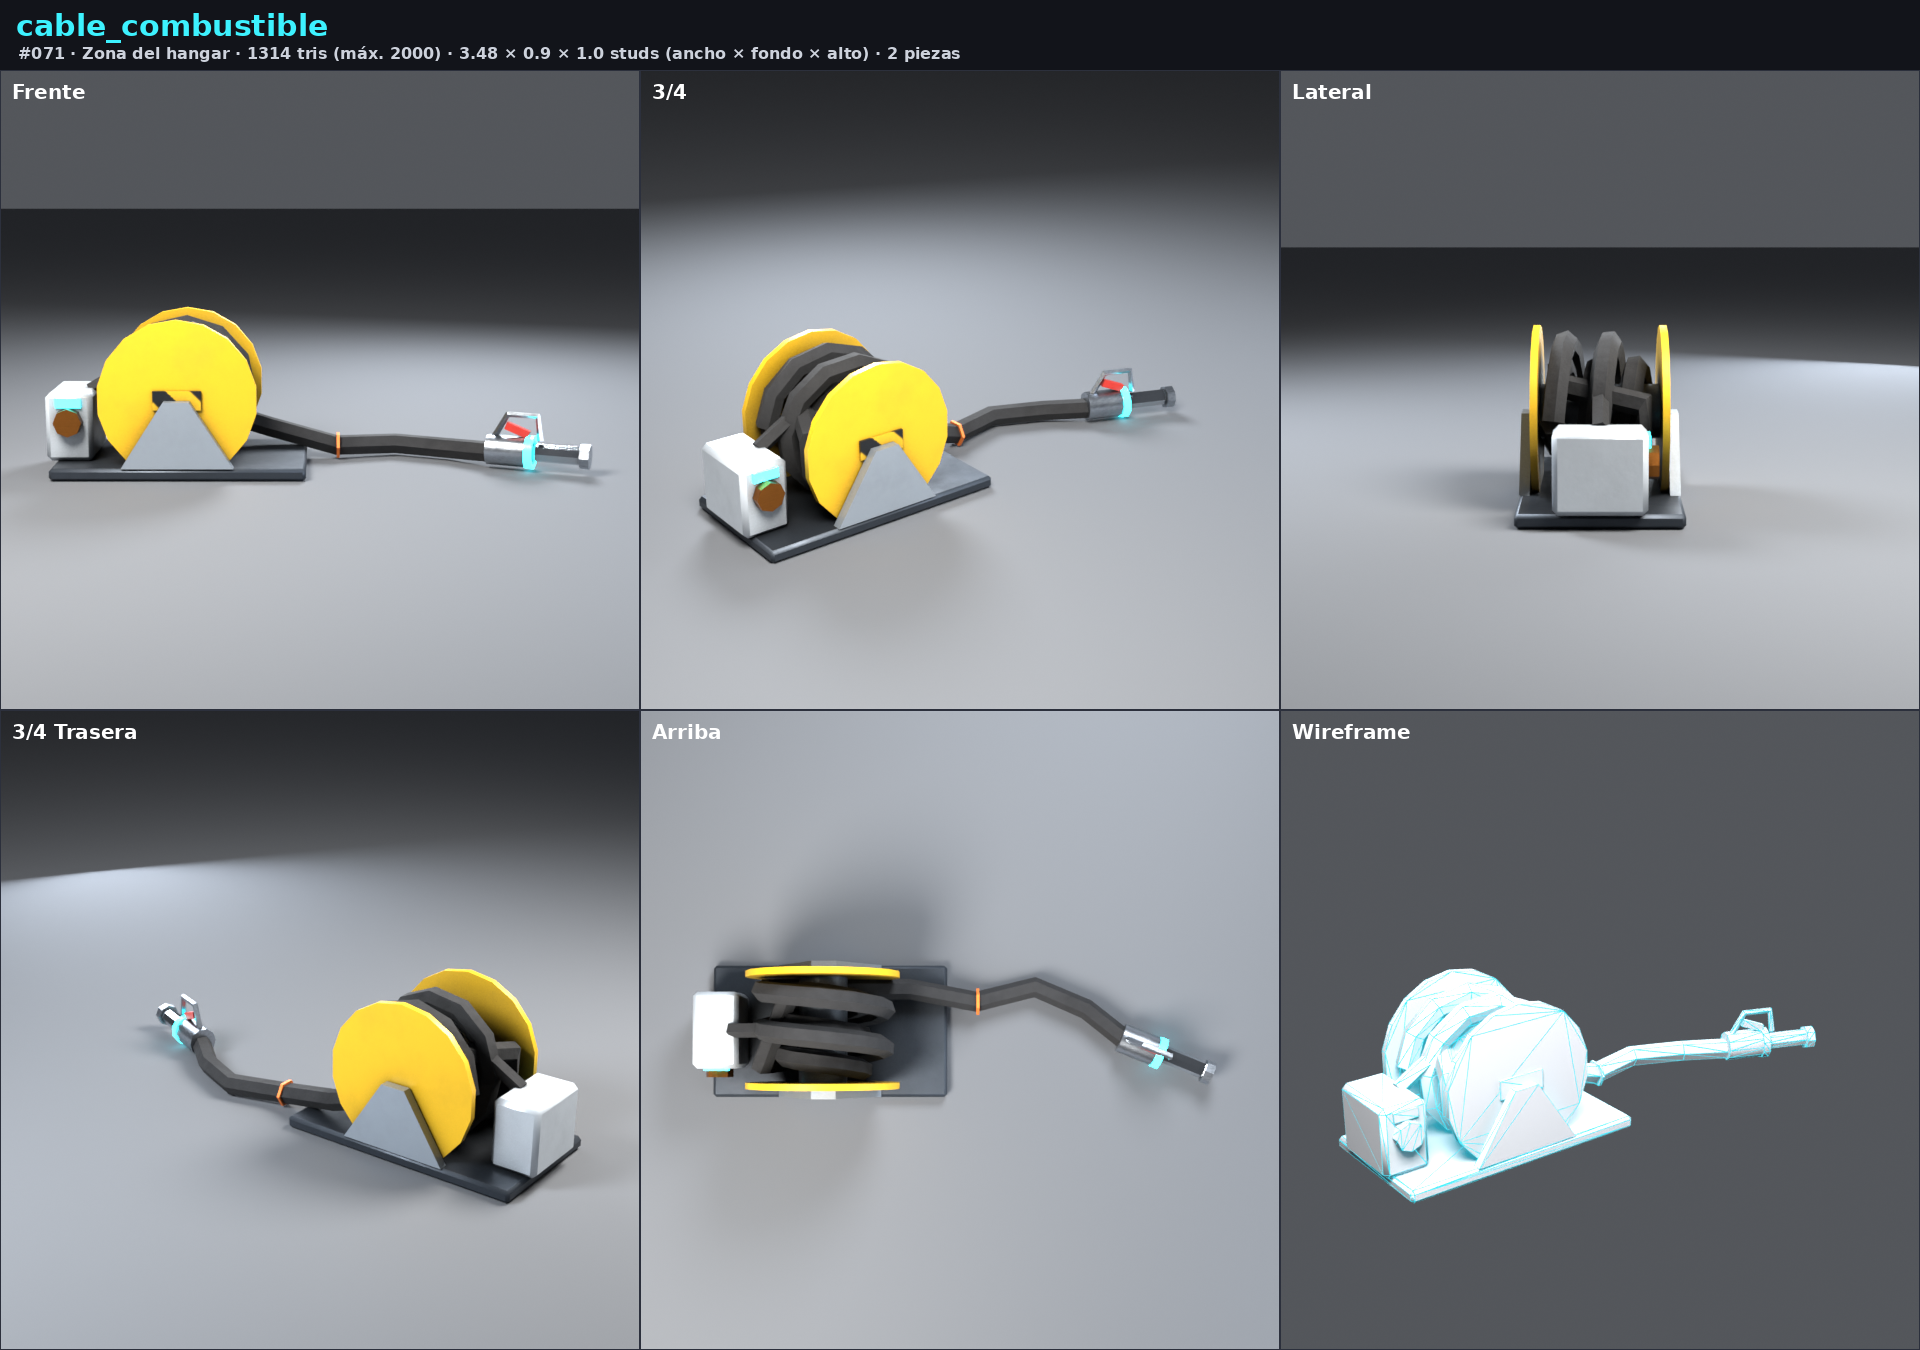 cable_combustible
#071 · Zona del hangar · 1314 tris (máx. 2000) · 3.48 × 0.9 × 1.0 studs (ancho × fondo × alto) · 2 piezas
Frente
3/4
Lateral
3/4 Trasera
Arriba
Wireframe